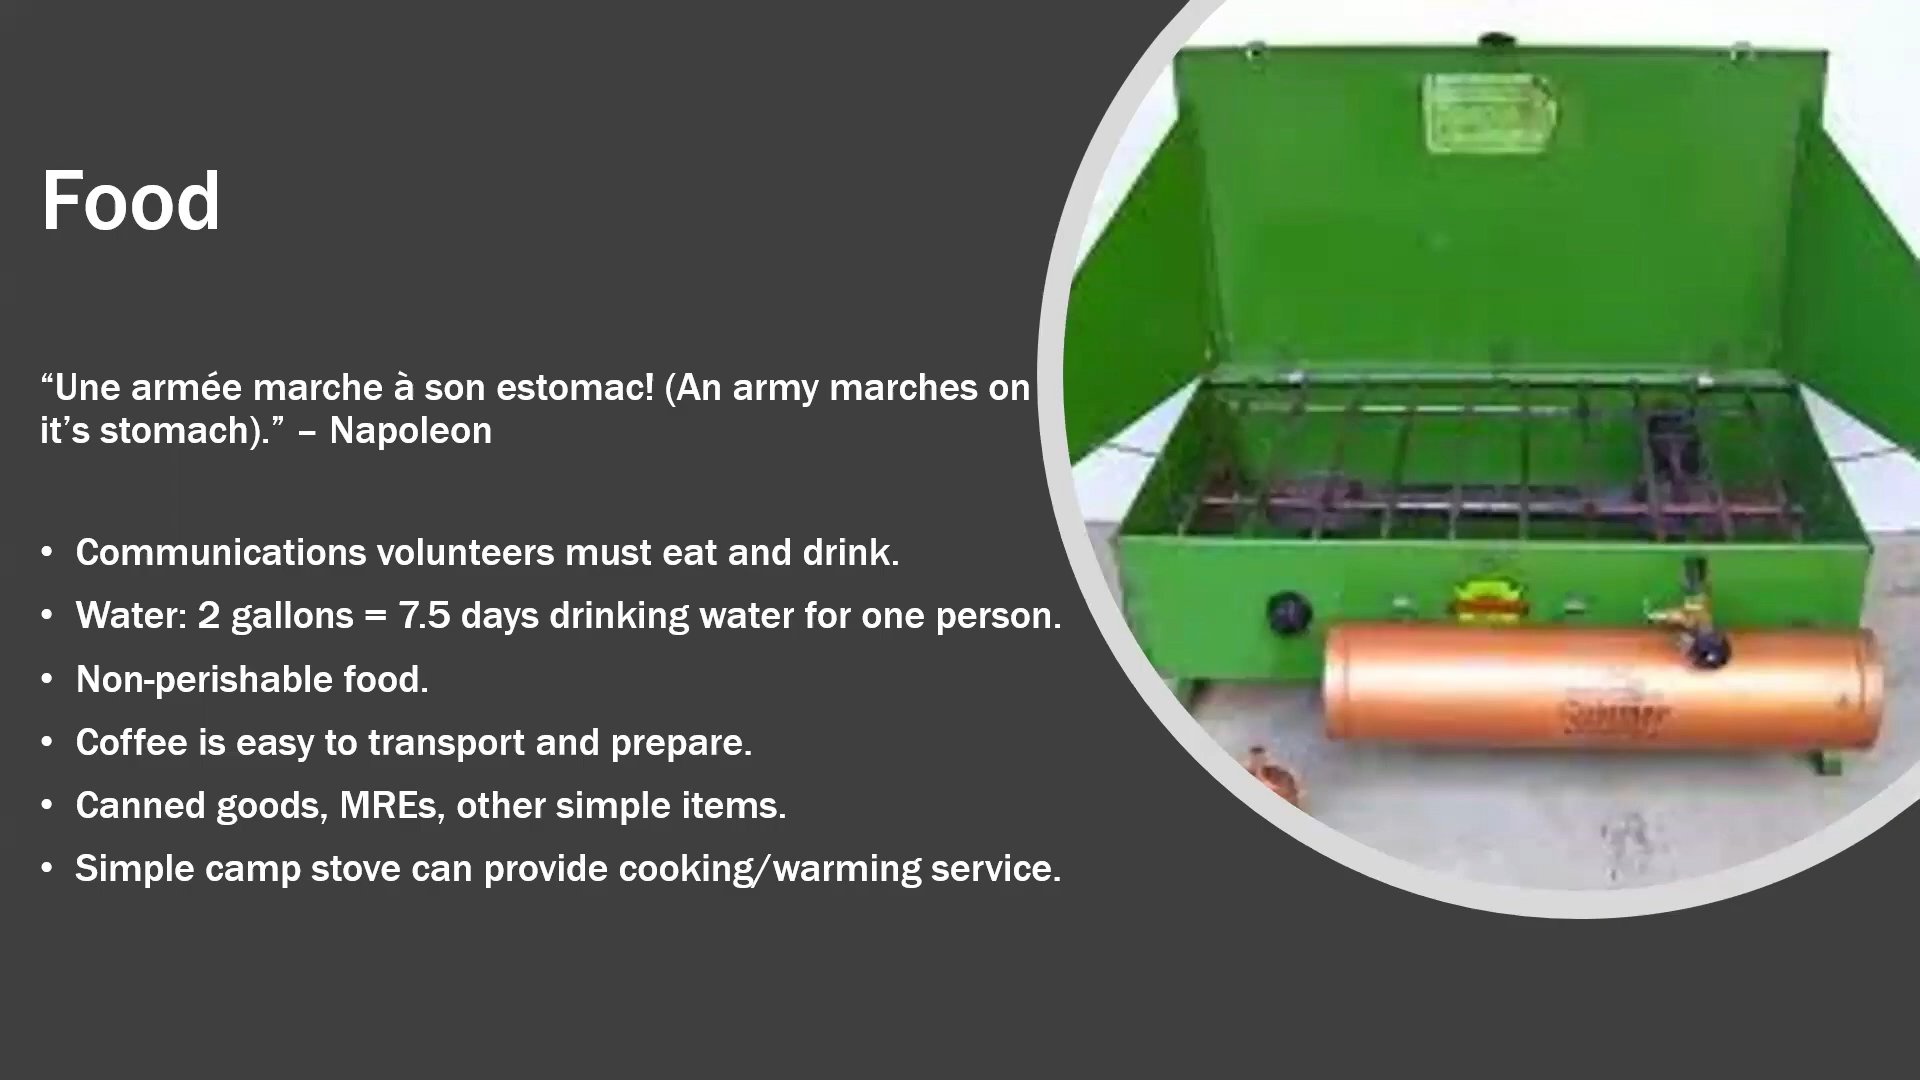 Food
“Une armée marche à son estomac! (An army marches on
it’s stomach).” – Napoleon
• Communications volunteers must eat and drink.
• Water: 2 gallons = 7.5 days drinking water for one person.
• Non-perishable food.
• Coffee is easy to transport and prepare.
• Canned goods, MREs, other simple items.
• Simple camp stove can provide cooking/warming service.